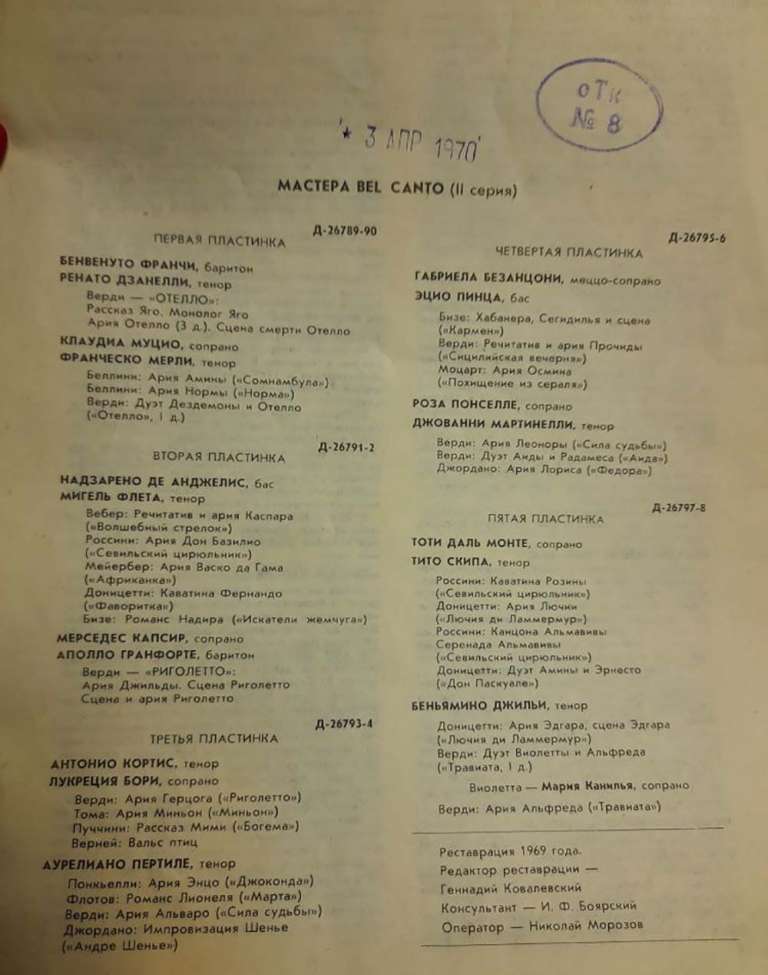 ОТК
№ 8
* 3 АПР 1970
МАСТЕРА BEL CANTO (II серия)
Д-26789-90
ПЕРВАЯ ПЛАСТИНКА
БЕНВЕНУТО ФРАНЧИ, баритон
РЕНАТО ДЗАНЕЛЛИ, тенор
Верди — «ОТЕЛЛО»:
Рассказ Яго. Монолог Яго
Ария Отелло (3 д.). Сцена смерти Отелло
КЛАУДИА МУЦИО, сопрано
ФРАНЧЕСКО МЕРЛИ, тенор
Беллини: Ария Амины («Сомнамбула»)
Беллини: Ария Нормы («Норма»)
Верди: Дуэт Дездемоны и Отелло
(«Отелло», I д.)
Д-26791-2
ВТОРАЯ ПЛАСТИНКА
НАДЗАРЕНО ДЕ АНДЖЕЛИС, бас
МИГЕЛЬ ФЛЕТА, тенор
Вебер: Речитатив и ария Каспара
(«Волшебный стрелок»)
Россини: Ария Дон Базилио
(«Севильский цирюльник»)
Мейербер: Ария Васко да Гама
(«Африканка»)
Доницетти: Каватина Фернандо
(«Фаворитка»)
Бизе: Романс Надира («Искатели жемчуга»)
МЕРСЕДЕС КАПСИР, сопрано
АПОЛЛО ГРАНФОРТЕ, баритон
Верди — «РИГОЛЕТТО»:
Ария Джильды. Сцена Риголетто
Сцена и ария Риголетто
Д-26793-4
ТРЕТЬЯ ПЛАСТИНКА
АНТОНИО КОРТИС, тенор
ЛУКРЕЦИЯ БОРИ, сопрано
Верди: Ария Герцога («Риголетто»)
Тома: Ария Миньон («Миньон»)
Пуччини: Рассказ Мими («Богема»)
Верней: Вальс птиц
АУРЕЛИАНО ПЕРТИЛЕ, тенор
Понкьелли: Ария Энцо («Джоконда»)
Флотов: Романс Лионеля («Марта»)
Верди: Ария Альваро («Сила судьбы»)
Джордано: Импровизация Шенье
(«Андре Шенье»)
Д-26795-6
ЧЕТВЕРТАЯ ПЛАСТИНКА
ГАБРИЕЛА БЕЗАНЦОНИ, меццо-сопрано
ЭЦИО ПИНЦА, бас
Бизе: Хабанера, Сегидилья и сцена
(«Кармен»)
Верди: Речитатив и ария Прочиды
(«Сицилийская вечерня»)
Моцарт: Ария Осмина
(«Похищение из сераля»)
РОЗА ПОНСЕЛЛЕ, сопрано
ДЖОВАННИ МАРТИНЕЛЛИ, тенор
Верди: Ария Леоноры («Сила судьбы»)
Верди: Дуэт Аиды и Радамеса («Аида»)
Джордано: Ария Лориса («Федора»)
Д-26797-8
ПЯТАЯ ПЛАСТИНКА
ТОТИ ДАЛЬ МОНТЕ, сопрано
ТИТО СКИПА, тенор
Россини: Каватина Розины
(«Севильский цирюльник»)
Доницетти: Ария Лючии
(«Лючия ди Ламмермур»)
Россини: Канцона Альмавивы
Серенада Альмавивы
(«Севильский цирюльник»)
Доницетти: Дуэт Амины и Эрнесто
(«Дон Паскуале»)
БЕНЬЯМИНО ДЖИЛЬИ, тенор
Доницетти: Ария Эдгара, сцена Эдгара
(«Лючия ди Ламмермур»)
Верди: Дуэт Виолетты и Альфреда
(«Травиата, I д.)
Виолетта — Мария Канилья, сопрано
Верди: Ария Альфреда («Травиата»)
Реставрация 1969 года.
Редактор реставрации —
Геннадий Ковалевский
Консультант — И. Ф. Боярский
Оператор — Николай Морозов